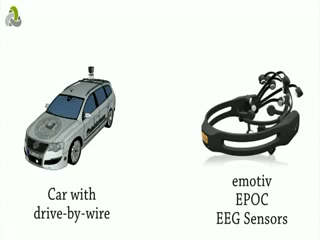 Car with
drive-by-wire
emotiv
EPOC
EEG Sensors